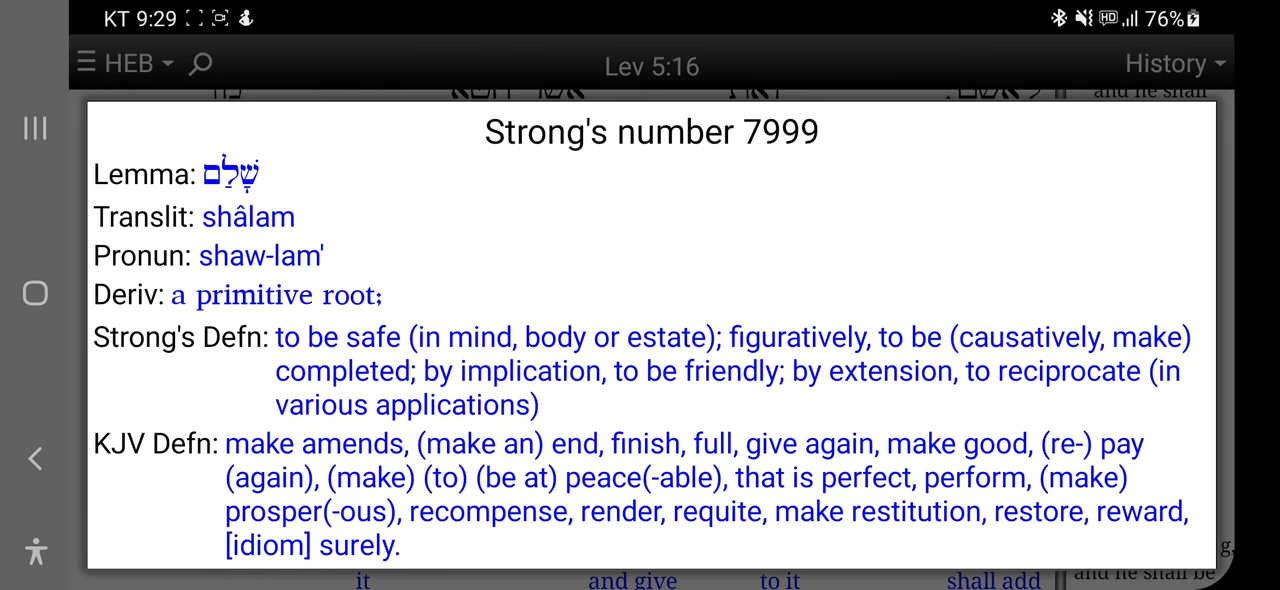 KT 9:29 HD 76%
HEB Lev 5:16 History
and he shall
Strong's number 7999
Lemma: שָׁלַם
Translit: shâlam
Pronun: shaw-lam'
Deriv: a primitive root;
Strong's Defn: to be safe (in mind, body or estate); figuratively, to be (causatively, make)
completed; by implication, to be friendly; by extension, to reciprocate (in
various applications)
KJV Defn: make amends, (make an) end, finish, full, give again, make good, (re-) pay
(again), (make) (to) (be at) peace(-able), that is perfect, perform, (make)
prosper(-ous), recompense, render, requite, make restitution, restore, reward,
[idiom] surely.
it and give to it shall add and he shall be